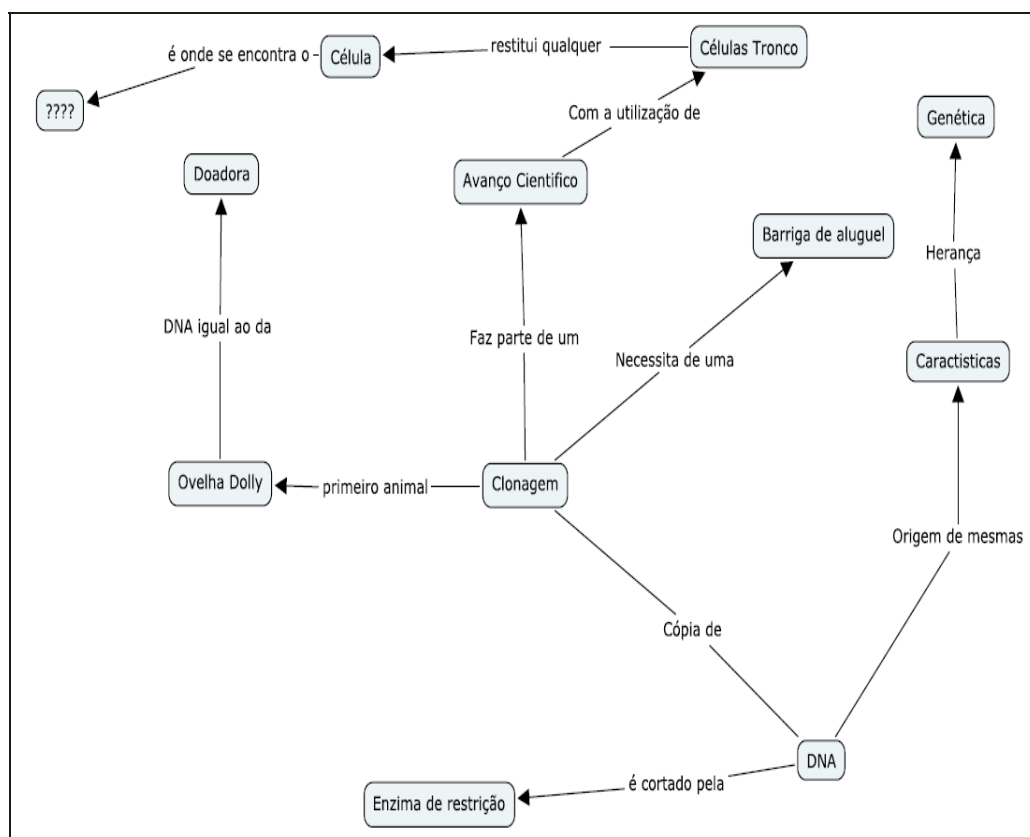 restitui qualquer
Células Tronco
é onde se encontra o
Célula
????
Com a utilização de
Genética
Doadora
Avanço Cientifico
Barriga de aluguel
Herança
DNA igual ao da
Faz parte de um
Necessita de uma
Caractisticas
Ovelha Dolly
primeiro animal
Clonagem
Origem de mesmas
Cópia de
DNA
é cortado pela
Enzima de restrição